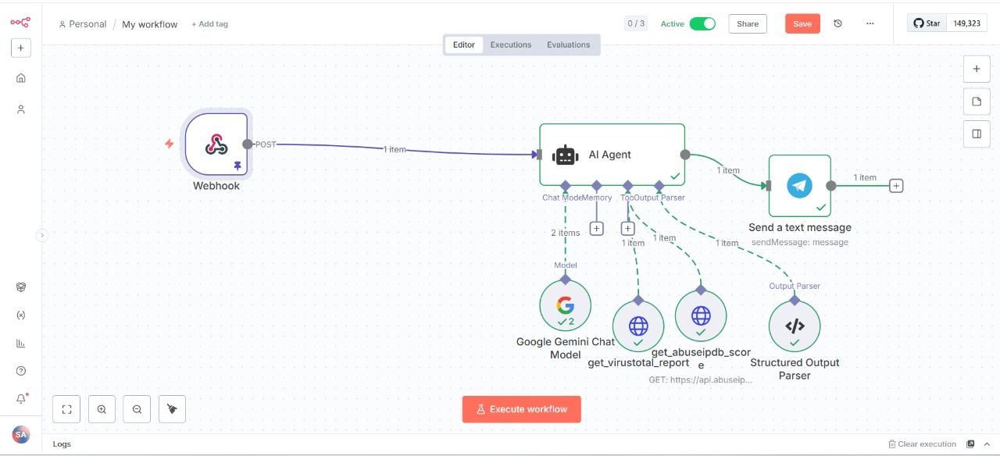 Personal / My workflow + Add tag
0 / 3 Active Share Save ... Star 149,323
Editor Executions Evaluations
POST
1 item
Webhook
AI Agent
1 item
1 item
Chat Mode Memory Too Output Parser
Send a text message
sendMessage: message
2 items
1 item
1 item
1 item
Model
Output Parser
2
Google Gemini Chat
Model
get_virustotal_report
get_abuseipdb_scor
e
GET: https://api.abuseip...
Structured Output
Parser
Execute workflow
SA
Logs
Clear execution